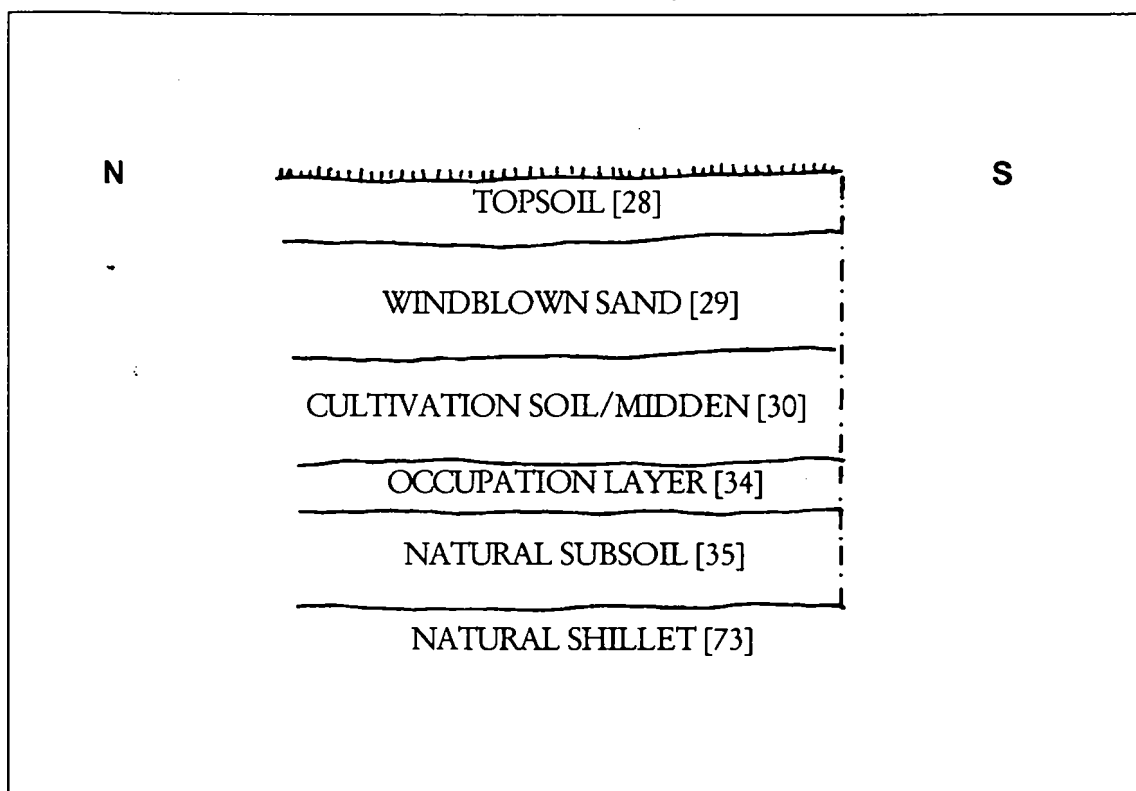 N
S
TOPSOIL [28]
WINDBLOWN SAND [29]
CULTIVATION SOIL/MIDDEN [30]
OCCUPATION LAYER [34]
NATURAL SUBSOIL [35]
NATURAL SHILLET [73]